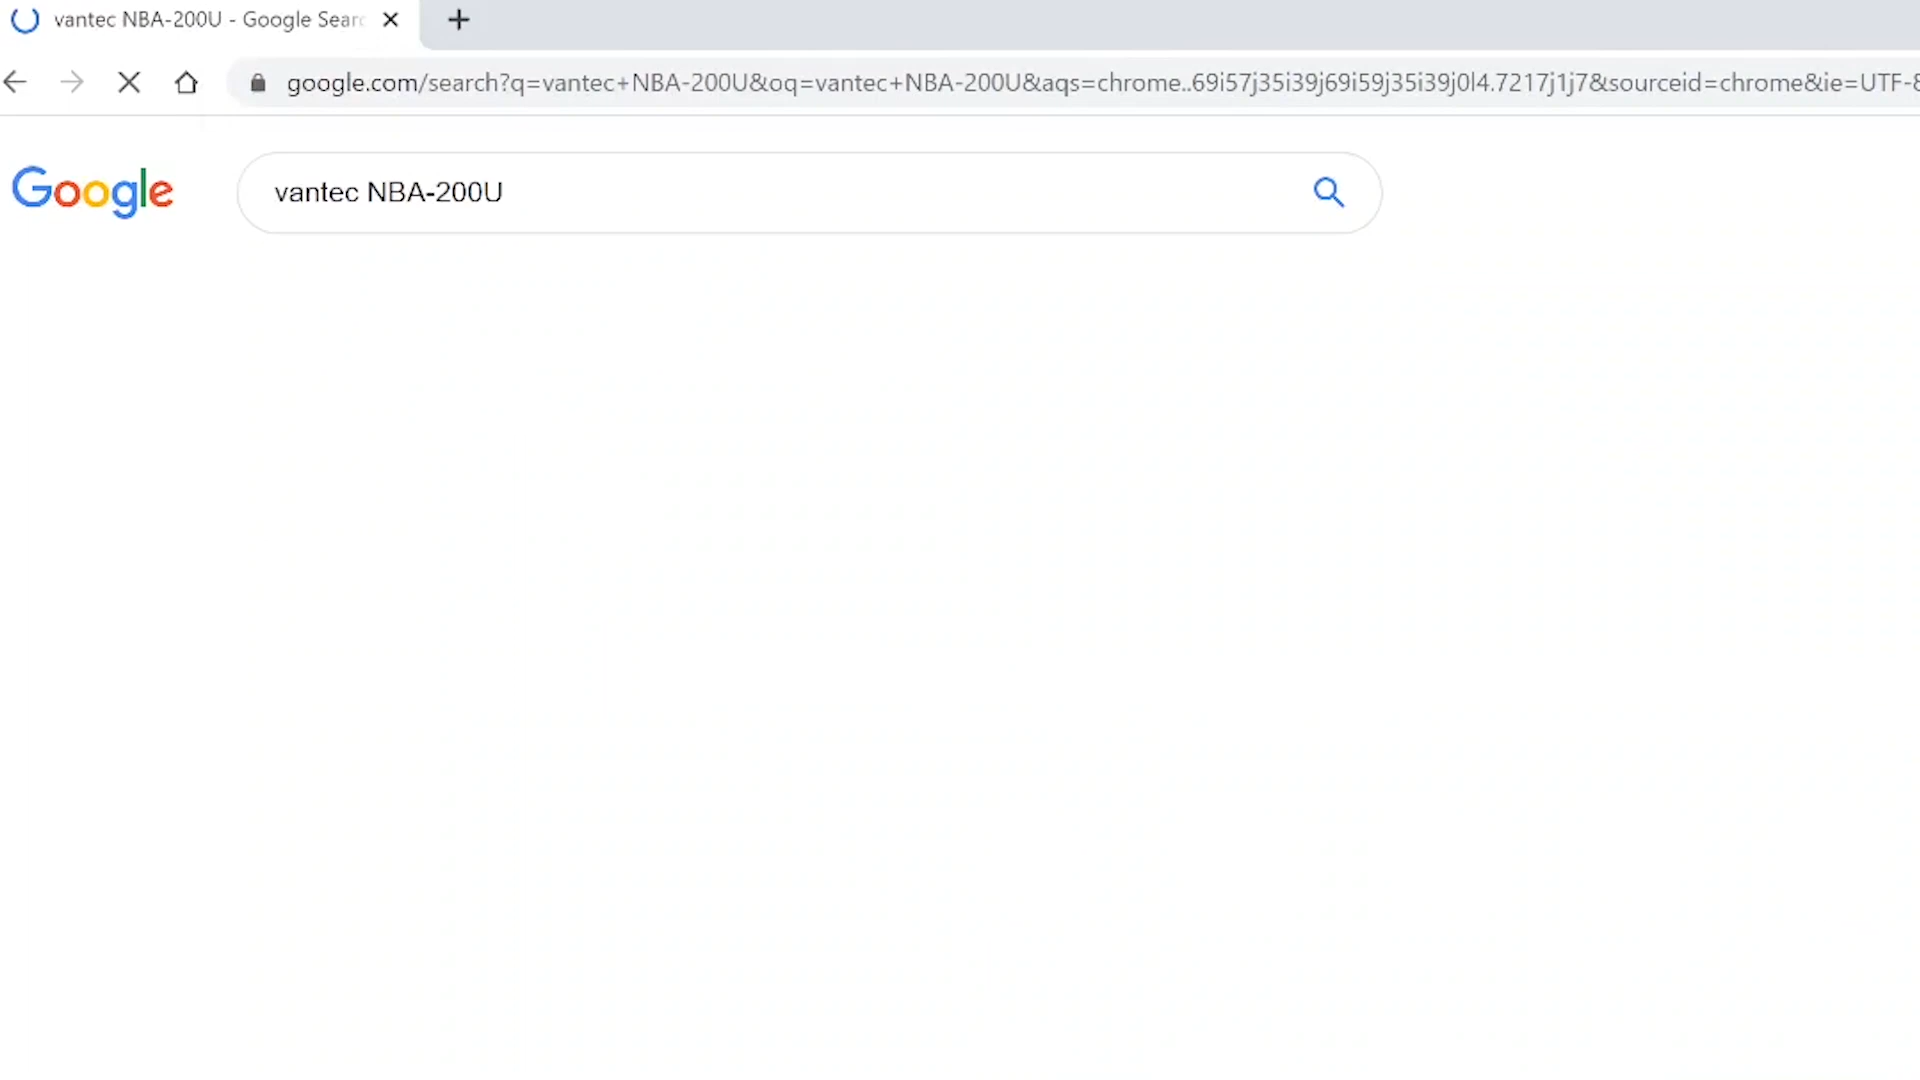 vantec NBA-200U - Google Sear
google.com/search?q=vantec+NBA-200U&oq=vantec+NBA-200U&aqs=chrome..69i57j35i39j69i59j35i39j0l4.7217j1j7&sourceid=chrome&ie=UTF-8
Google
vantec NBA-200U